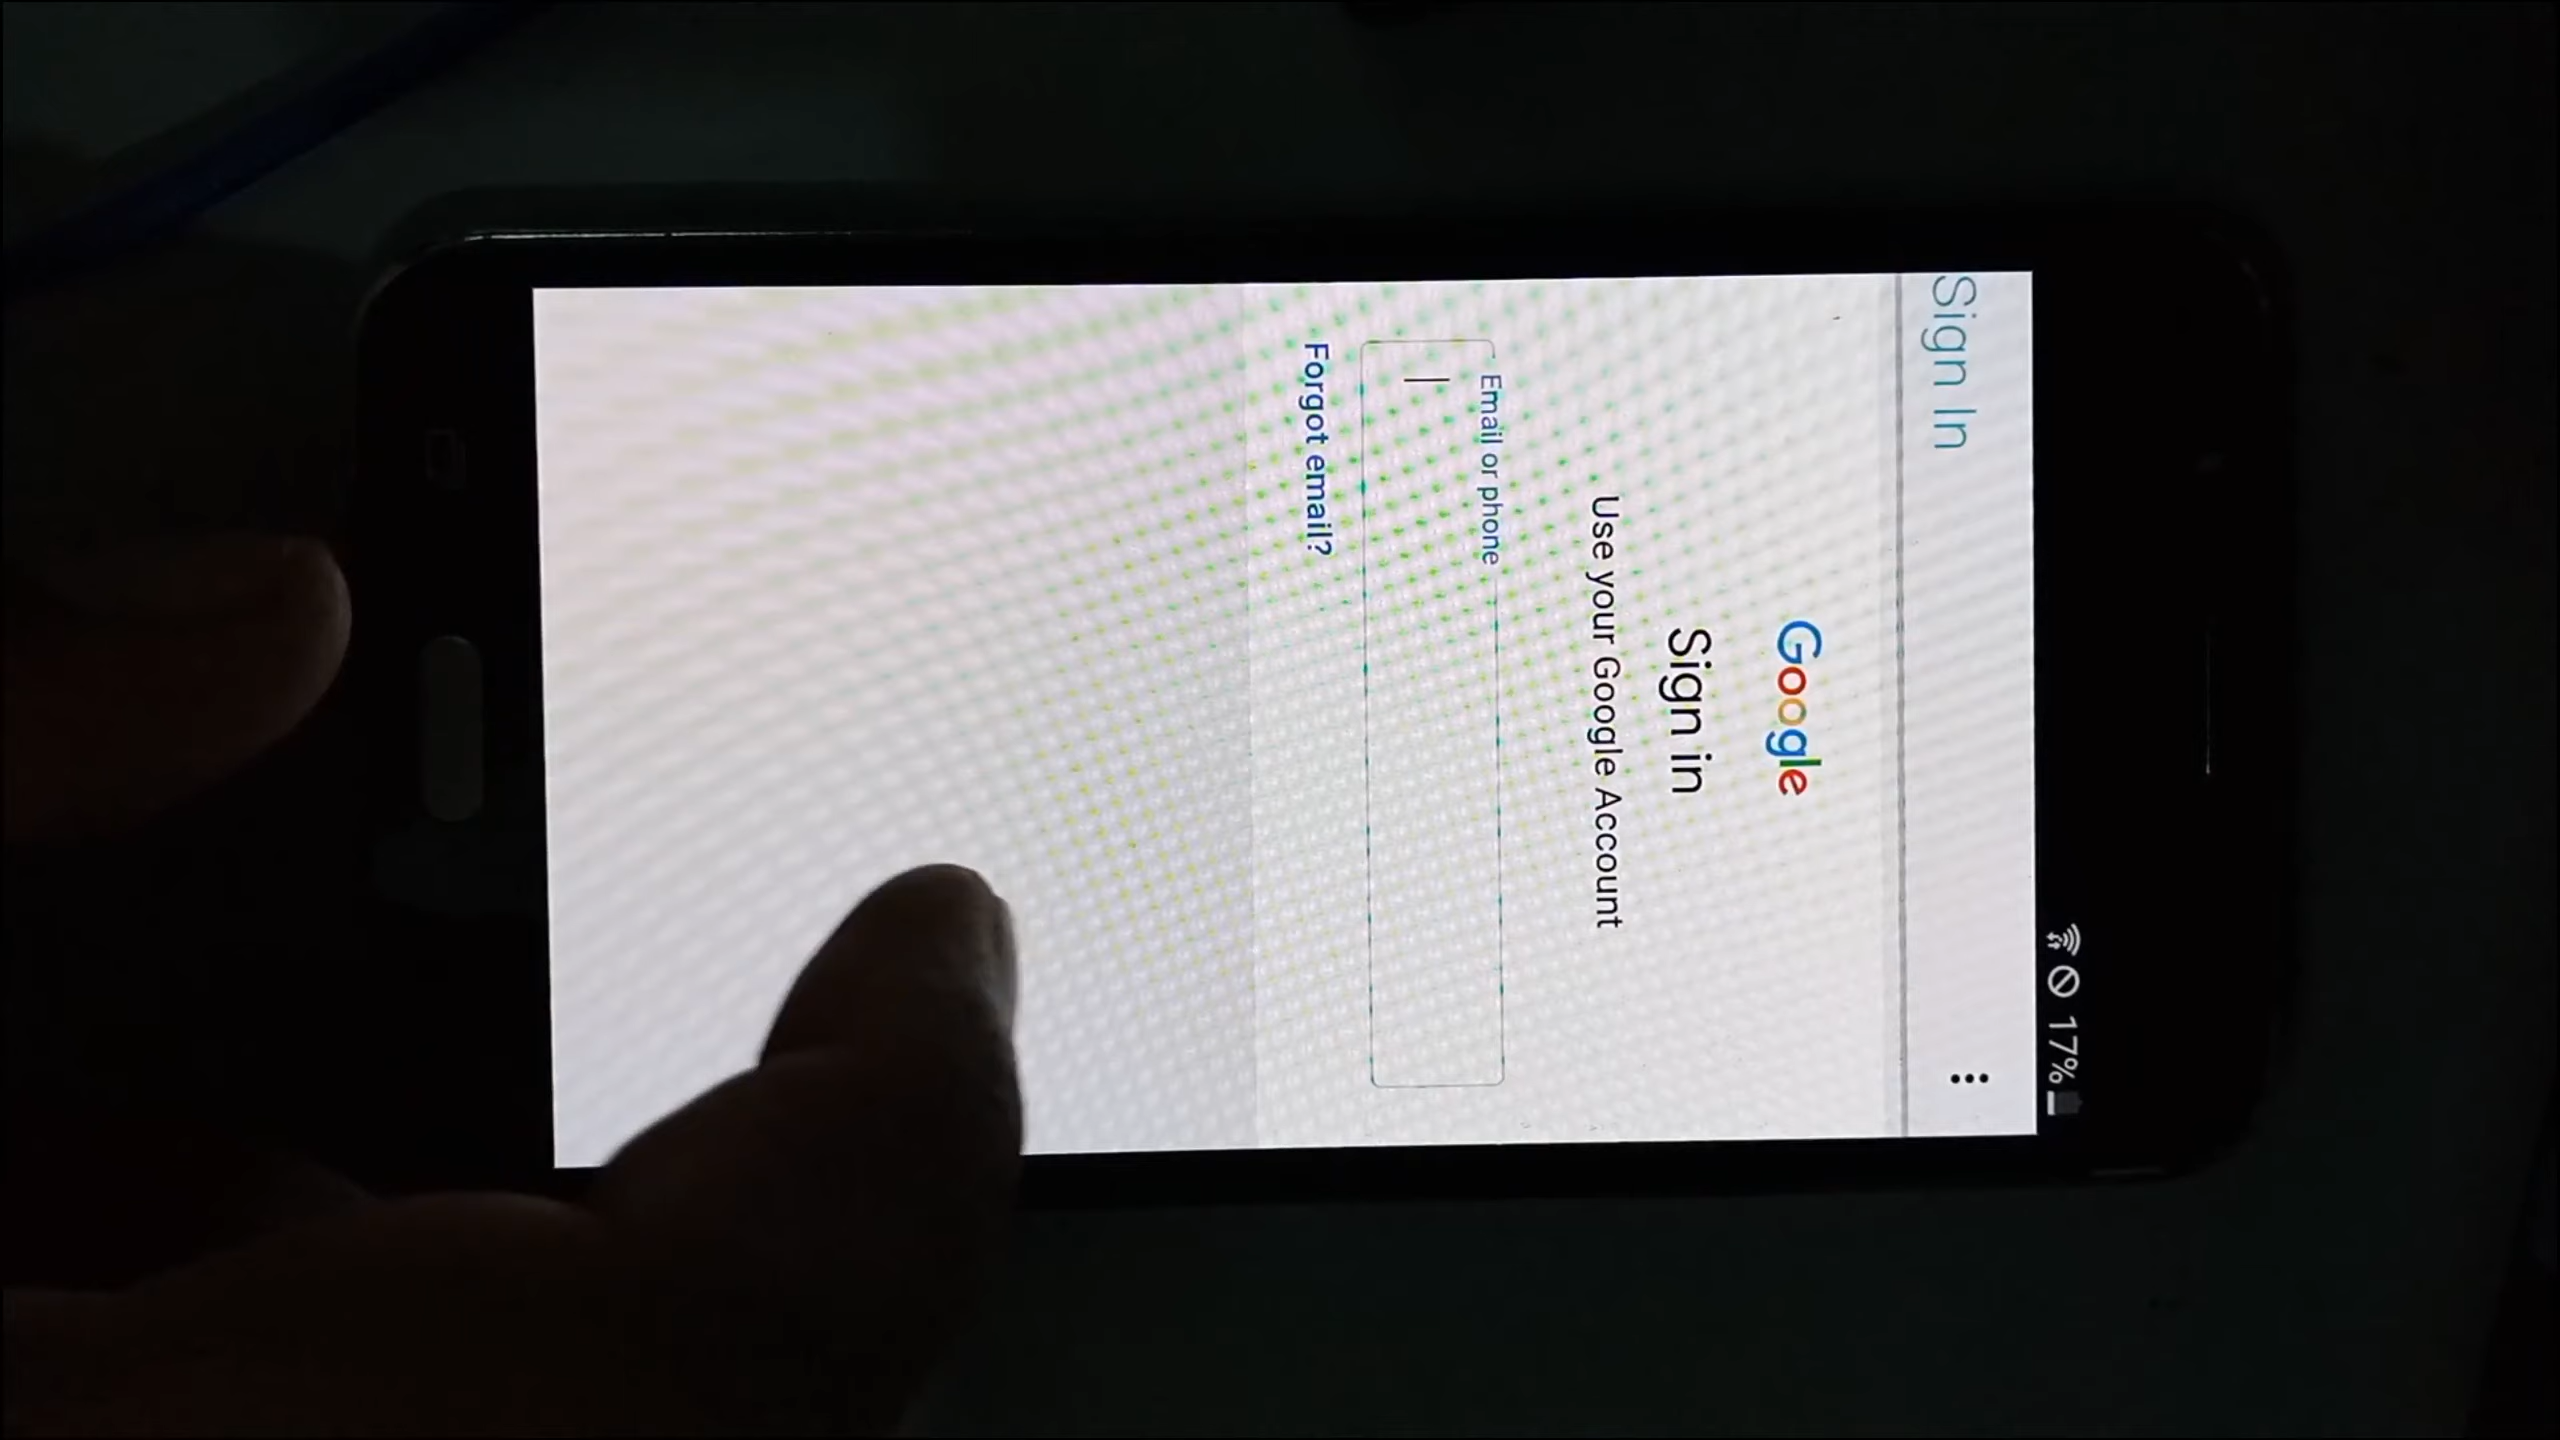 17%
Sign In
Google
Sign in
Use your Google Account
Email or phone
Forgot email?